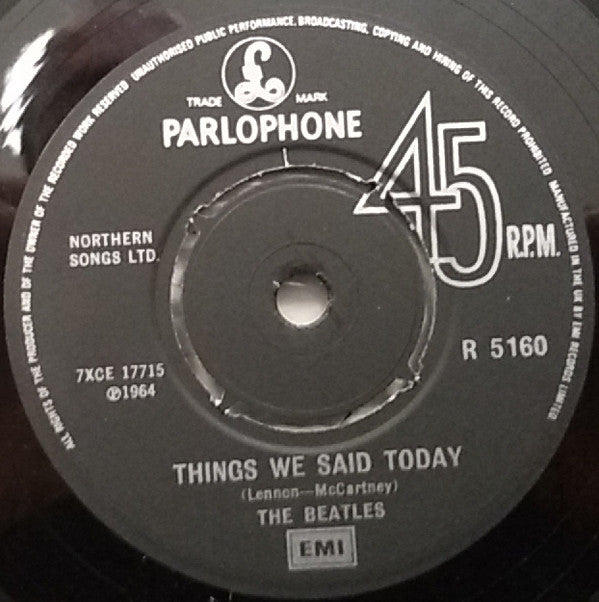 ALL RIGHTS OF THE PRODUCER AND OF THE OWNER OF THE RECORDED WORK RESERVED UNAUTHORISED PUBLIC PERFORMANCE, BROADCASTING, COPYING AND HIRING OF THIS RECORD PROHIBITED MANUFACTURED IN THE UK BY EMI RECORDS LIMITED
£
TRADE MARK
PARLOPHONE
45
R.P.M.
NORTHERN
SONGS LTD.
R 5160
7XCE 17715
℗1964
THINGS WE SAID TODAY
(Lennon—McCartney)
THE BEATLES
EMI